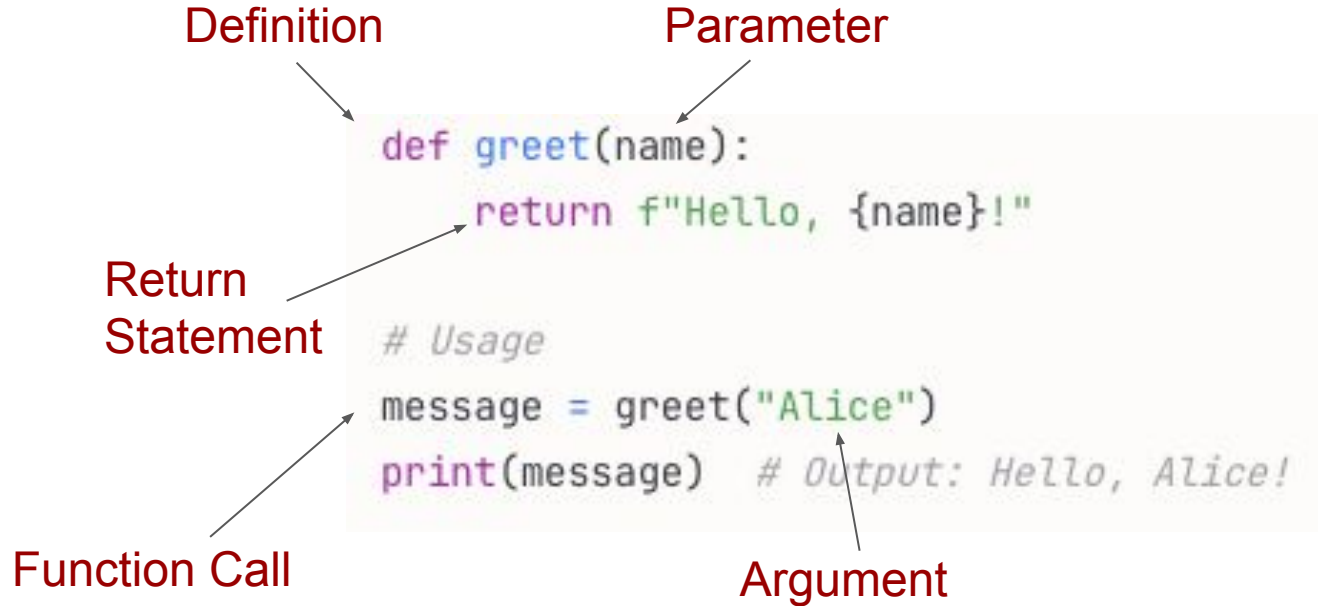 Definition
Parameter
def greet(name):
    return f"Hello, {name}!"
Return
Statement
# Usage
message = greet("Alice")
print(message)  # Output: Hello, Alice!
Function Call
Argument